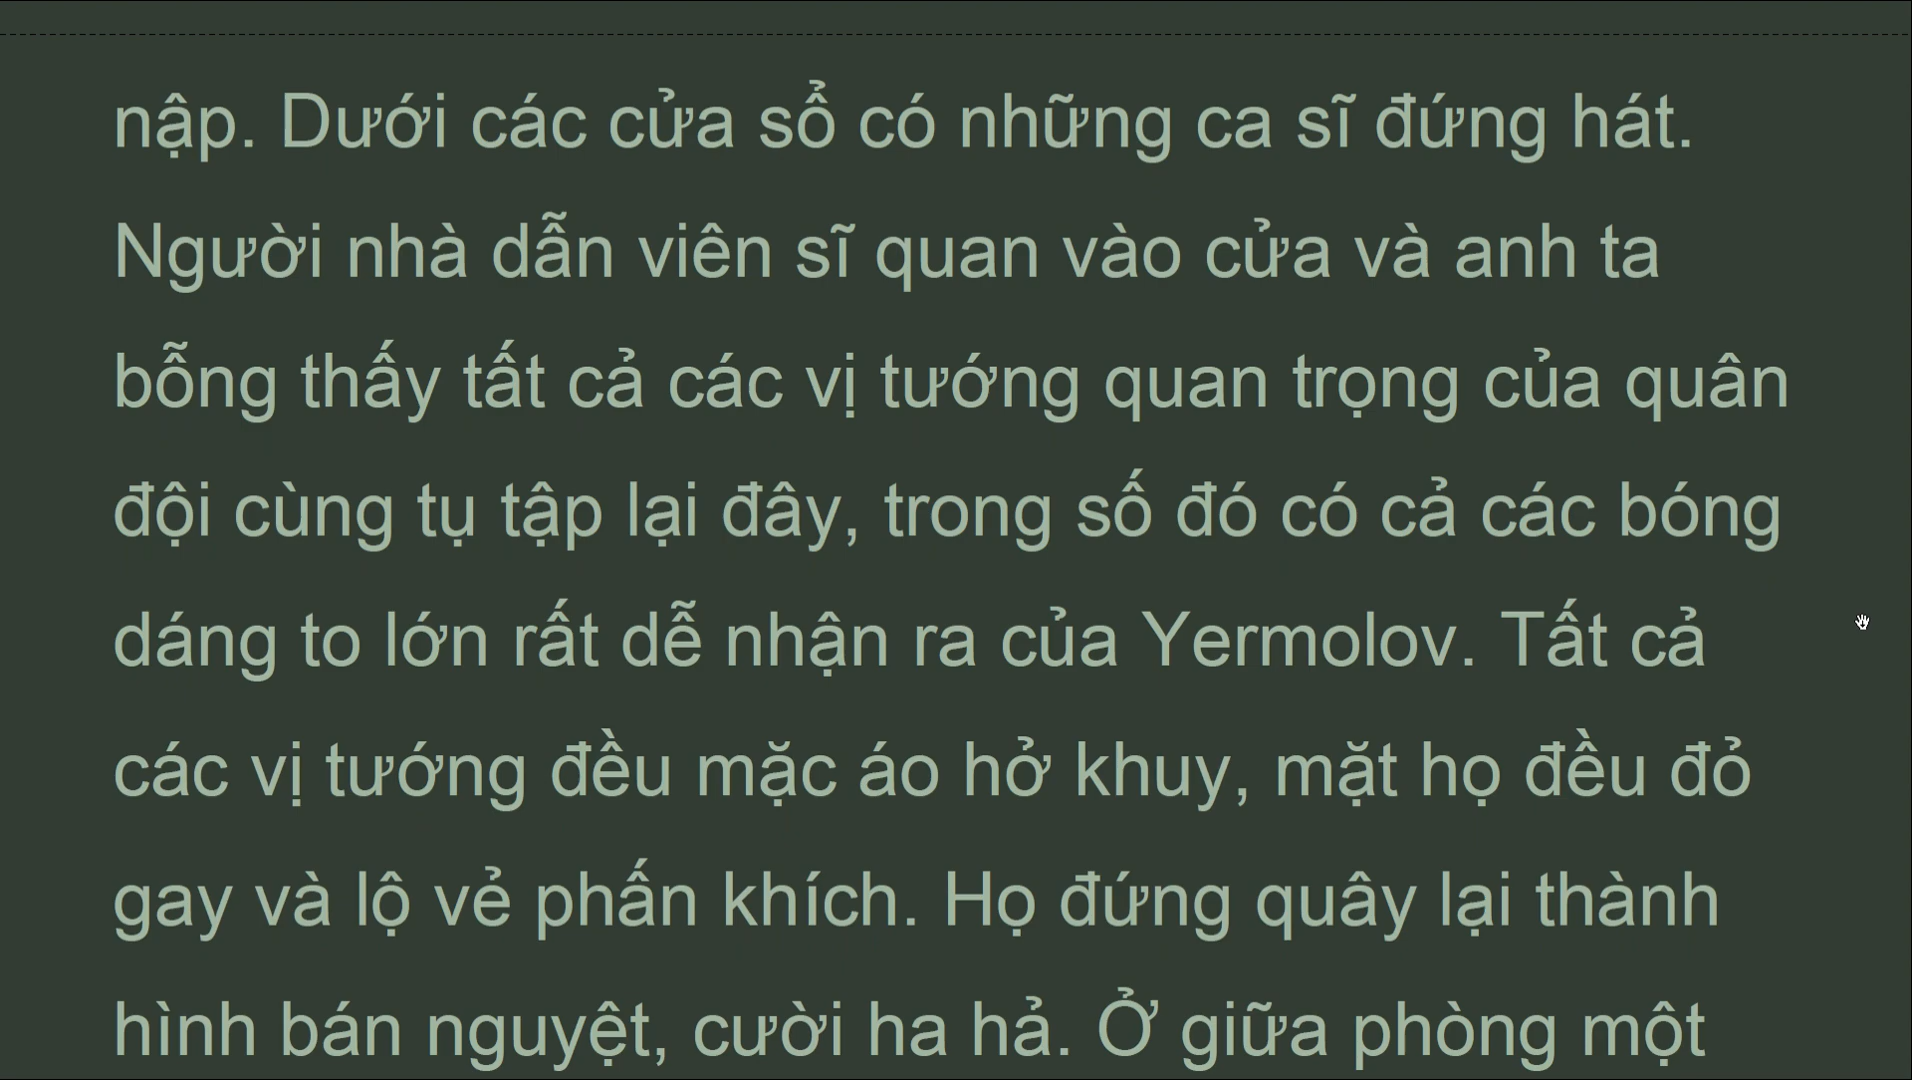 nập. Dưới các cửa sổ có những ca sĩ đứng hát.
Người nhà dẫn viên sĩ quan vào cửa và anh ta
bỗng thấy tất cả các vị tướng quan trọng của quân
đội cùng tụ tập lại đây, trong số đó có cả các bóng
dáng to lớn rất dễ nhận ra của Yermolov. Tất cả
các vị tướng đều mặc áo hở khuy, mặt họ đều đỏ
gay và lộ vẻ phấn khích. Họ đứng quây lại thành
hình bán nguyệt, cười ha hả. Ở giữa phòng một